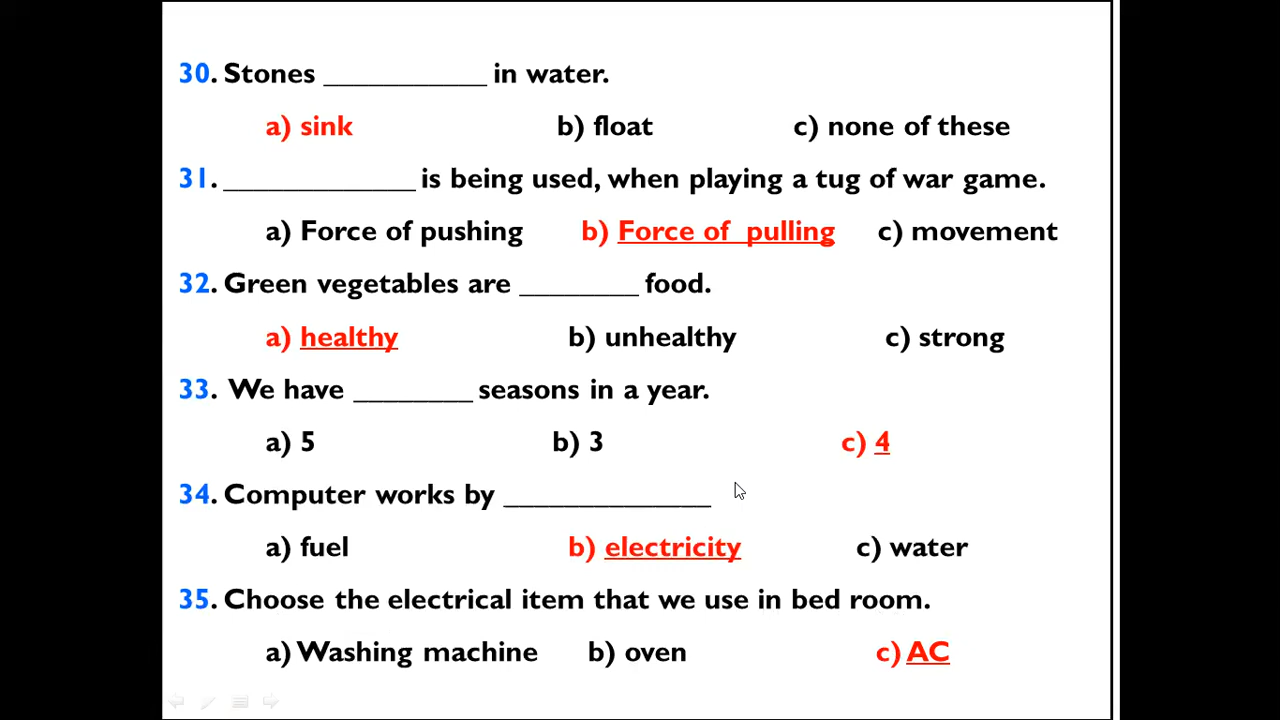 30. Stones ___________ in water.
a) sink b) float c) none of these
31. _____________ is being used, when playing a tug of war game.
a) Force of pushing b) Force of pulling c) movement
32. Green vegetables are ________ food.
a) healthy b) unhealthy c) strong
33. We have ________ seasons in a year.
a) 5 b) 3 c) 4
34. Computer works by ______________
a) fuel b) electricity c) water
35. Choose the electrical item that we use in bed room.
a) Washing machine b) oven c) AC